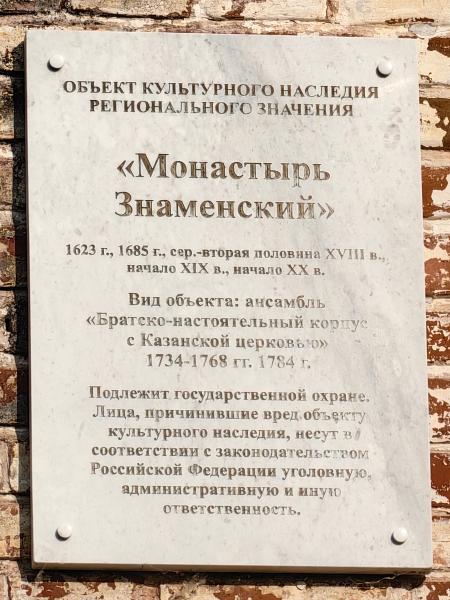 ОБЪЕКТ КУЛЬТУРНОГО НАСЛЕДИЯ
РЕГИОНАЛЬНОГО ЗНАЧЕНИЯ
«Монастырь
Знаменский»
1623 г., 1685 г., сер.-вторая половина XVIII в.,
начало XIX в., начало XX в.
Вид объекта: ансамбль
«Братско-настоятельный корпус
с Казанской церковью»
1734-1768 гг. 1784 г.
Подлежит государственной охране.
Лица, причинившие вред объекту
культурного наследия, несут в
соответствии с законодательством
Российской Федерации уголовную,
административную и иную
ответственность.